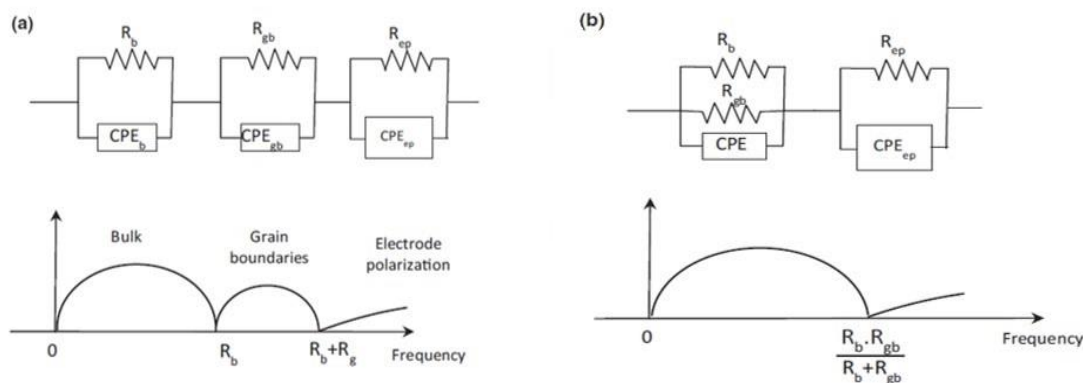 (a)
R_b
R_gb
R_ep
CPE_b
CPE_gb
CPE_ep
Bulk
Grain
boundaries
Electrode
polarization
0
R_b
R_b+R_g
Frequency
(b)
R_b
R_gb
R_ep
CPE
CPE_ep
0
R_b.R_gb
R_b+R_gb
Frequency